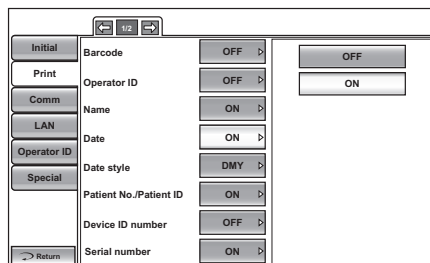 1/2
Initial
Print
Comm
LAN
Operator ID
Special
Return
Barcode OFF
Operator ID OFF
Name ON
Date ON
Date style DMY
Patient No./Patient ID ON
Device ID number OFF
Serial number ON
OFF
ON